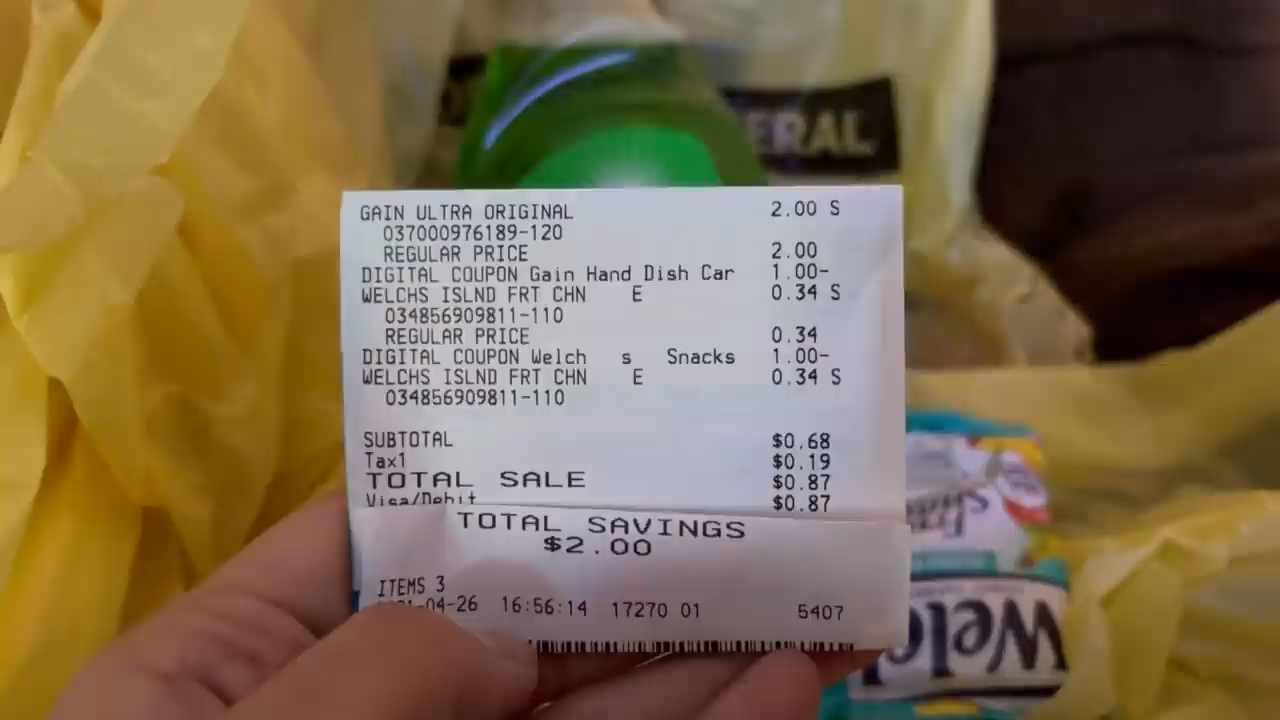 ERAL
GAIN ULTRA ORIGINAL 2.00 S
037000976189-120
REGULAR PRICE 2.00
DIGITAL COUPON Gain Hand Dish Car 1.00-
WELCHS ISLND FRT CHN E 0.34 S
034856909811-110
REGULAR PRICE 0.34
DIGITAL COUPON Welch s Snacks 1.00-
WELCHS ISLND FRT CHN E 0.34 S
034856909811-110
SUBTOTAL $0.68
Tax1 $0.19
TOTAL SALE $0.87
Visa/Debit $0.87
TOTAL SAVINGS
$2.00
ITEMS 3
-04-26 16:56:14 17270 01 5407
Welc